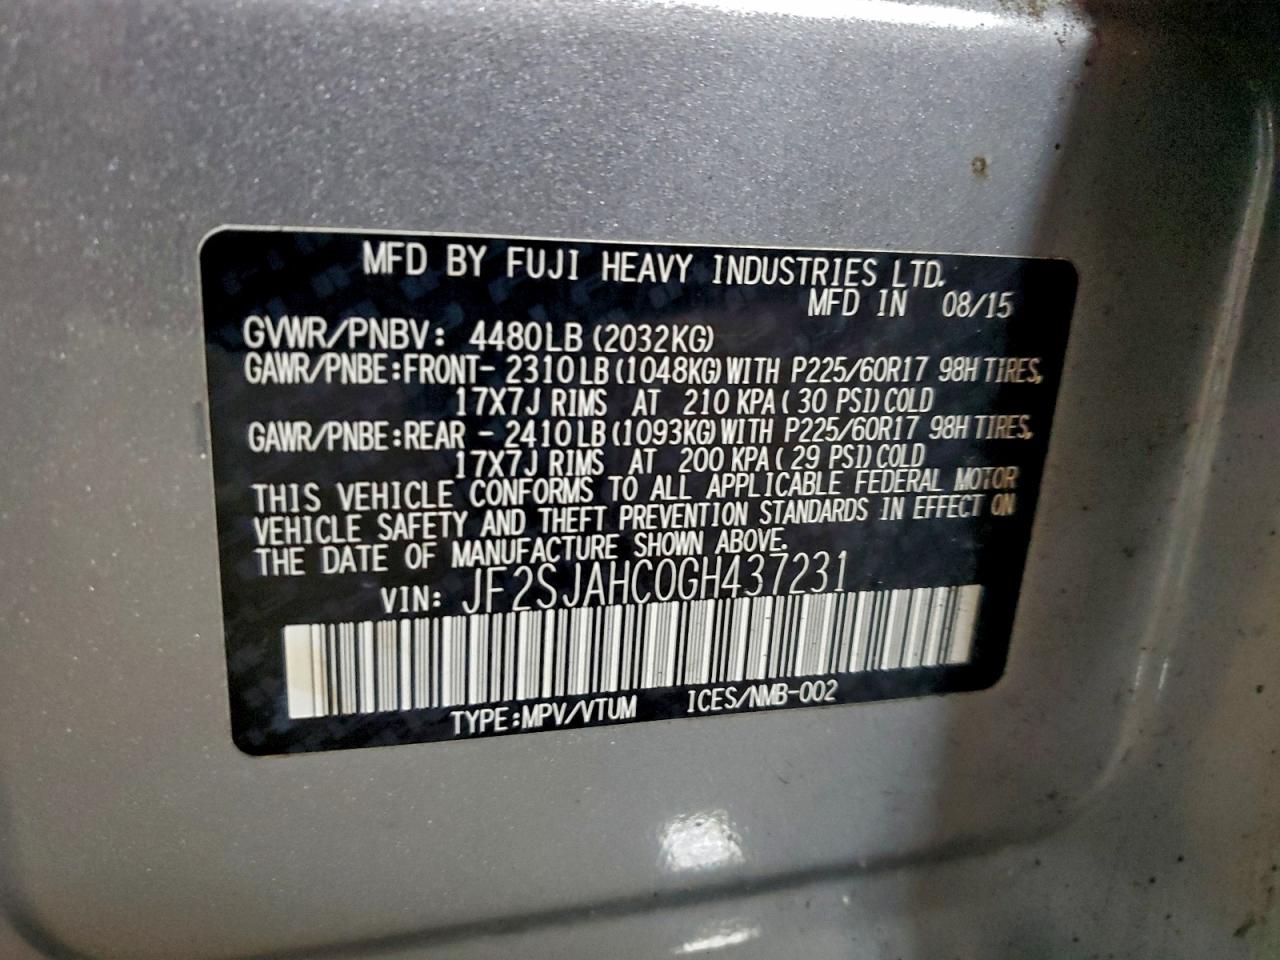 MFD BY FUJI HEAVY INDUSTRIES LTD.
MFD IN 08/15
GVWR/PNBV: 4480LB (2032KG)
GAWR/PNBE:FRONT- 2310LB (1048KG) WITH P225/60R17 98H TIRES,
17X7J RIMS AT 210 KPA ( 30 PSI) COLD
GAWR/PNBE:REAR - 2410LB (1093KG) WITH P225/60R17 98H TIRES,
17X7J RIMS AT 200 KPA ( 29 PSI) COLD
THIS VEHICLE CONFORMS TO ALL APPLICABLE FEDERAL MOTOR
VEHICLE SAFETY AND THEFT PREVENTION STANDARDS IN EFFECT ON
THE DATE OF MANUFACTURE SHOWN ABOVE.
VIN: JF2SJAHC0GH437231
TYPE:MPV/VTUM ICES/NMB-002